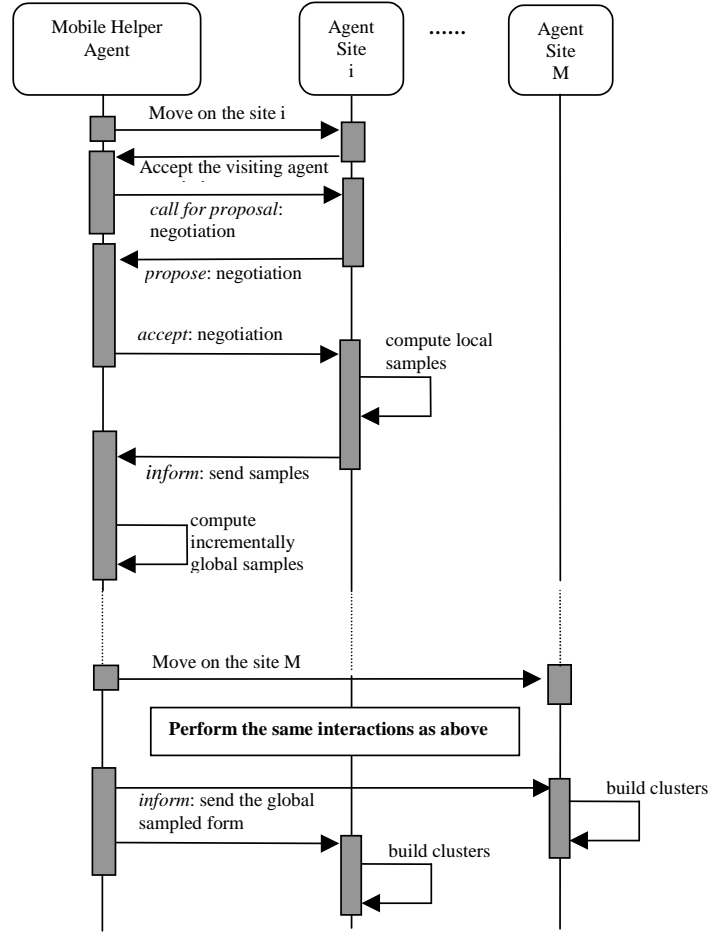 Mobile Helper
Agent
Agent
Site
i
......
Agent
Site
M
Move on the site i
Accept the visiting agent
call for proposal:
negotiation
propose: negotiation
accept: negotiation
compute local
samples
inform: send samples
compute
incrementally
global samples
Move on the site M
Perform the same interactions as above
inform: send the global
sampled form
build clusters
build clusters